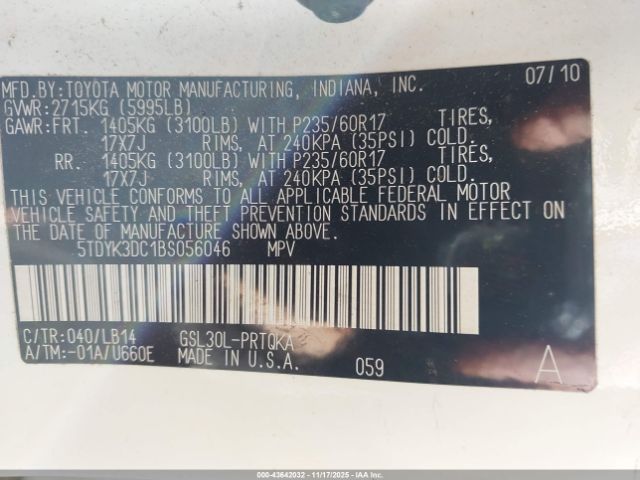 MFD.BY:TOYOTA MOTOR MANUFACTURING, INDIANA, INC. 07/10
GVWR:2715KG (5995LB)
GAWR:FRT. 1405KG (3100LB) WITH P235/60R17 TIRES,
17X7J RIMS, AT 240KPA (35PSI) COLD.
RR. 1405KG (3100LB) WITH P235/60R17 TIRES,
17X7J RIMS, AT 240KPA (35PSI) COLD.
THIS VEHICLE CONFORMS TO ALL APPLICABLE FEDERAL MOTOR
VEHICLE SAFETY AND THEFT PREVENTION STANDARDS IN EFFECT ON
THE DATE OF MANUFACTURE SHOWN ABOVE.
5TDYK3DC1BS056046 MPV
C/TR:040/LB14 GSL30L-PRTQKA
A/TM:-01A/U660E MADE IN U.S.A. 059 A
000-43642032 - 11/17/2025 - IAAI